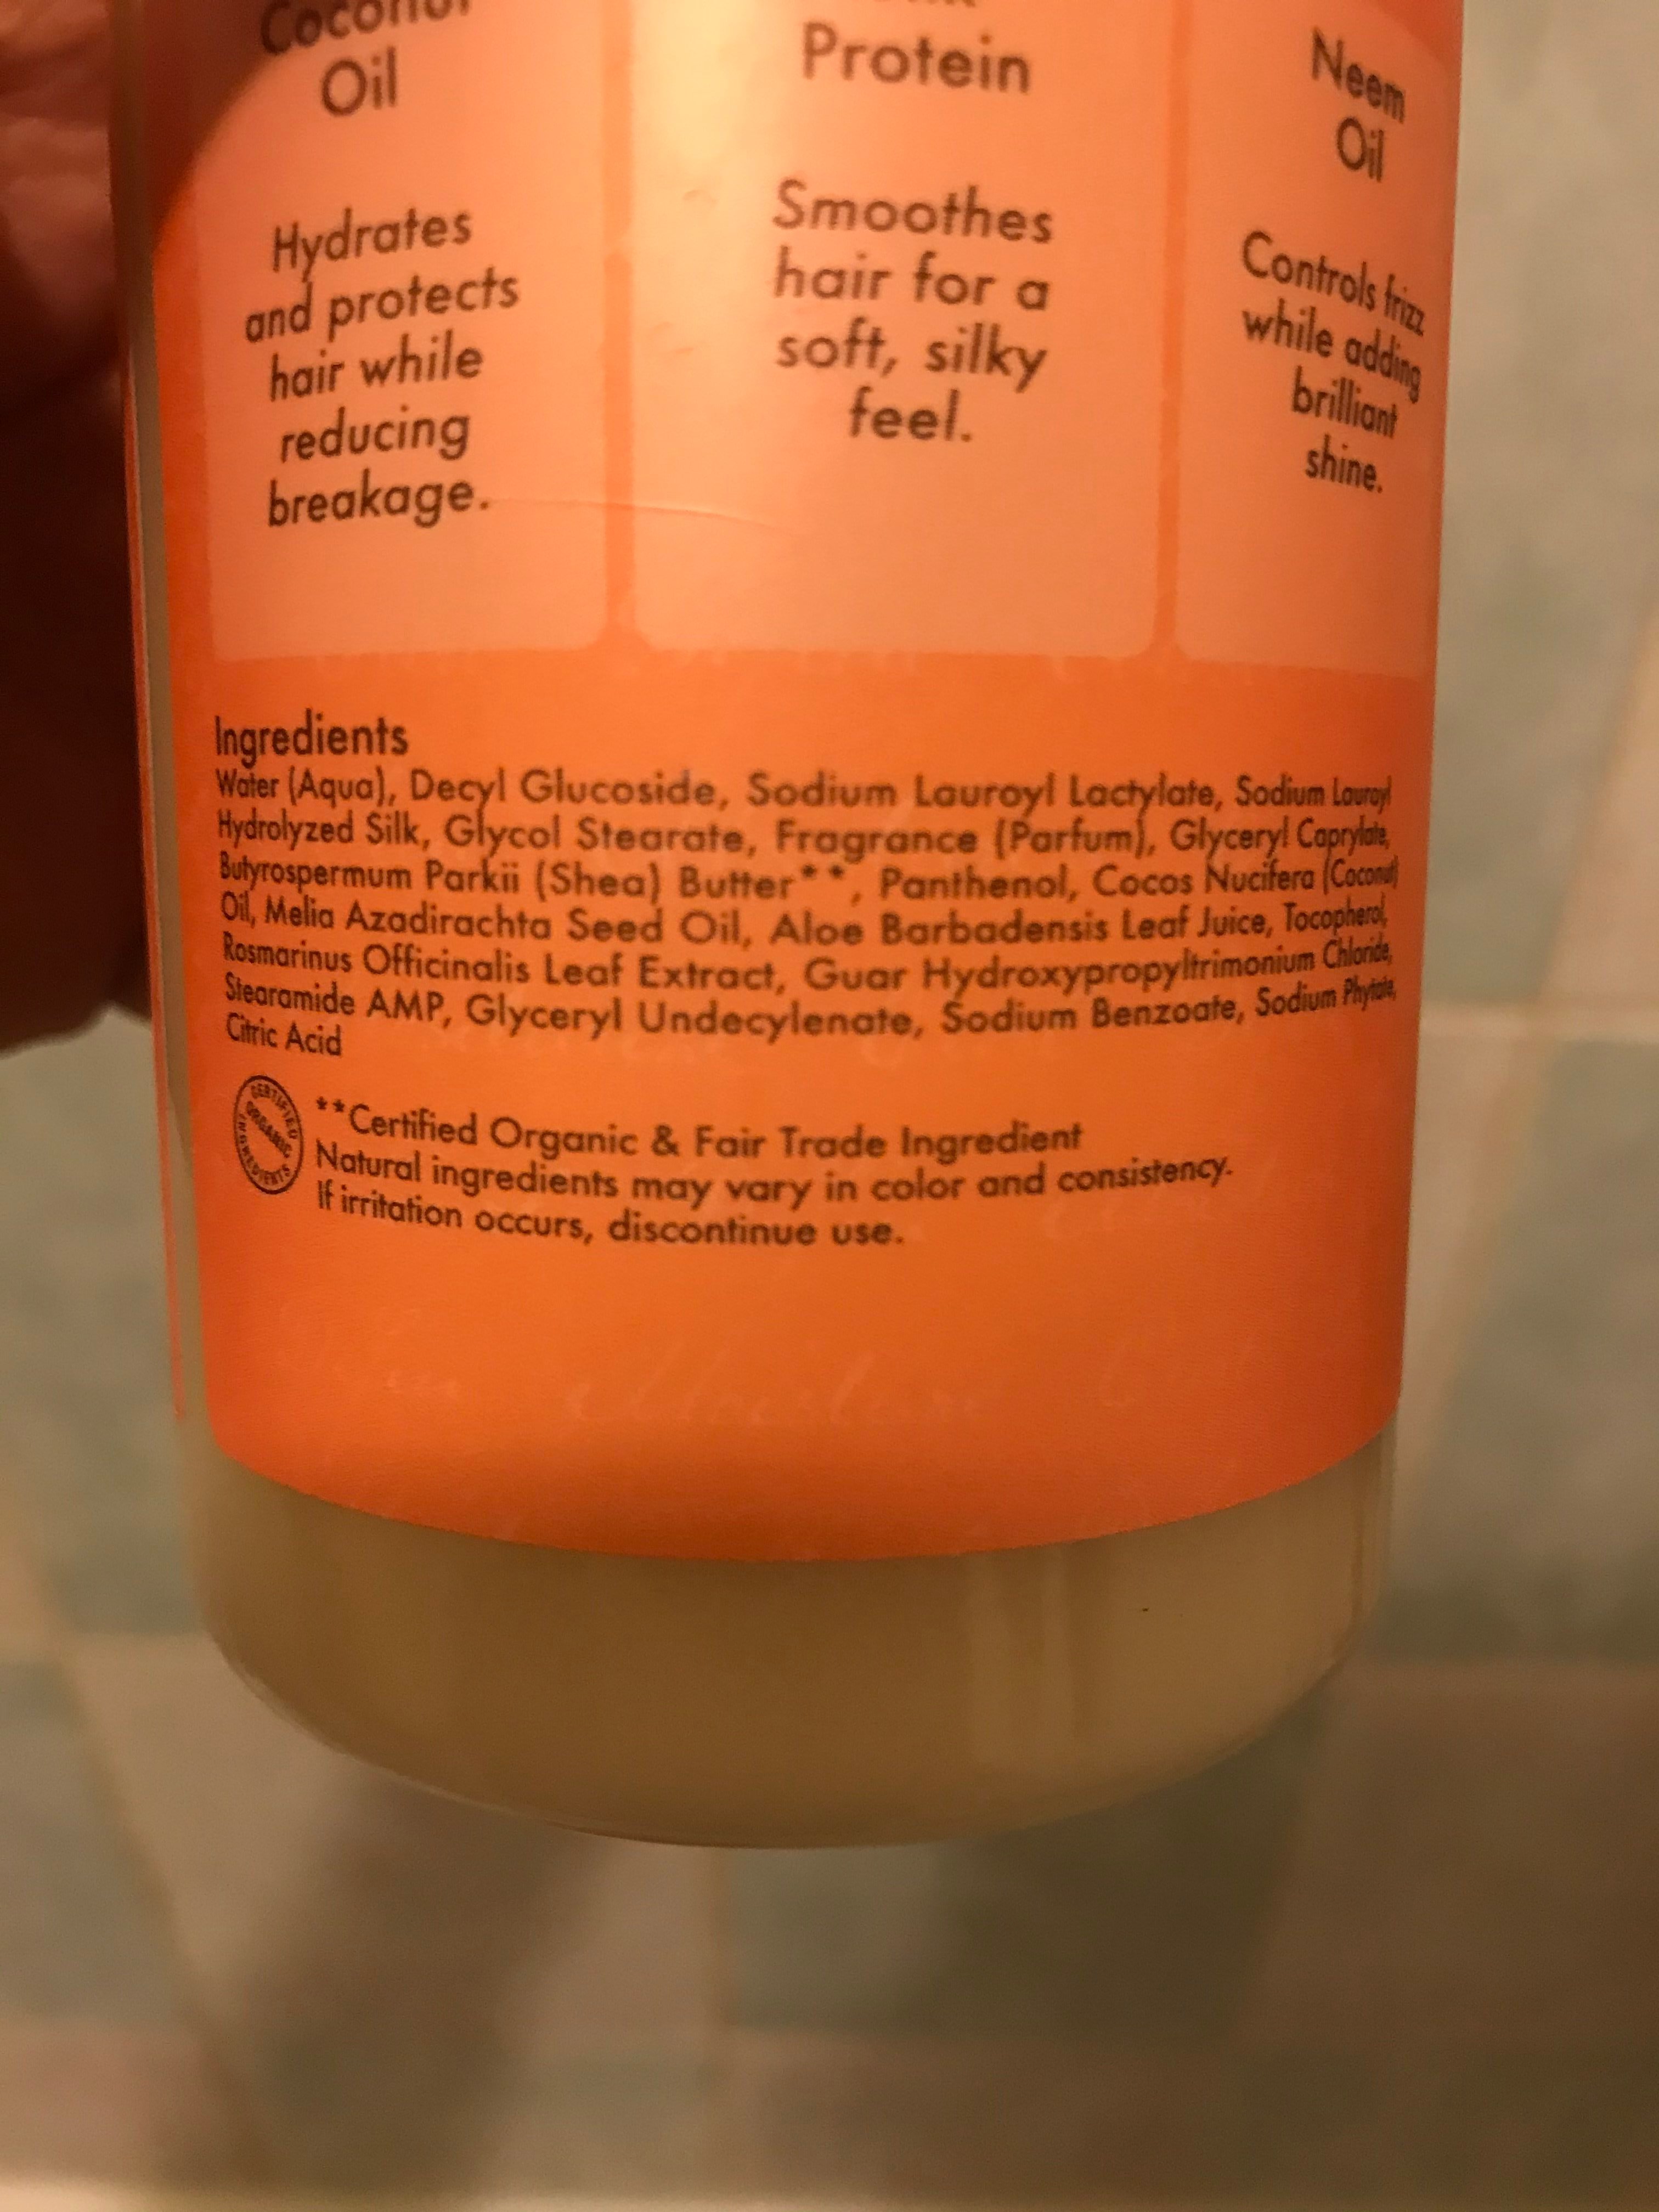 Coconut
Oil
Hydrates
and protects
hair while
reducing
breakage.
Protein
Smoothes
hair for a
soft, silky
feel.
Neem
Oil
Controls frizz
while adding
brilliant
shine.
Ingredients
Water (Aqua), Decyl Glucoside, Sodium Lauroyl Lactylate, Sodium Lauroyl
Hydrolyzed Silk, Glycol Stearate, Fragrance (Parfum), Glyceryl Caprylate,
Butyrospermum Parkii (Shea) Butter**, Panthenol, Cocos Nucifera (Coconut)
Oil, Melia Azadirachta Seed Oil, Aloe Barbadensis Leaf Juice, Tocopherol,
Rosmarinus Officinalis Leaf Extract, Guar Hydroxypropyltrimonium Chloride,
Stearamide AMP, Glyceryl Undecylenate, Sodium Benzoate, Sodium Phytate,
Citric Acid
CERTIFIED
ORGANIC
INGREDIENTS
**Certified Organic & Fair Trade Ingredient
Natural ingredients may vary in color and consistency.
If irritation occurs, discontinue use.